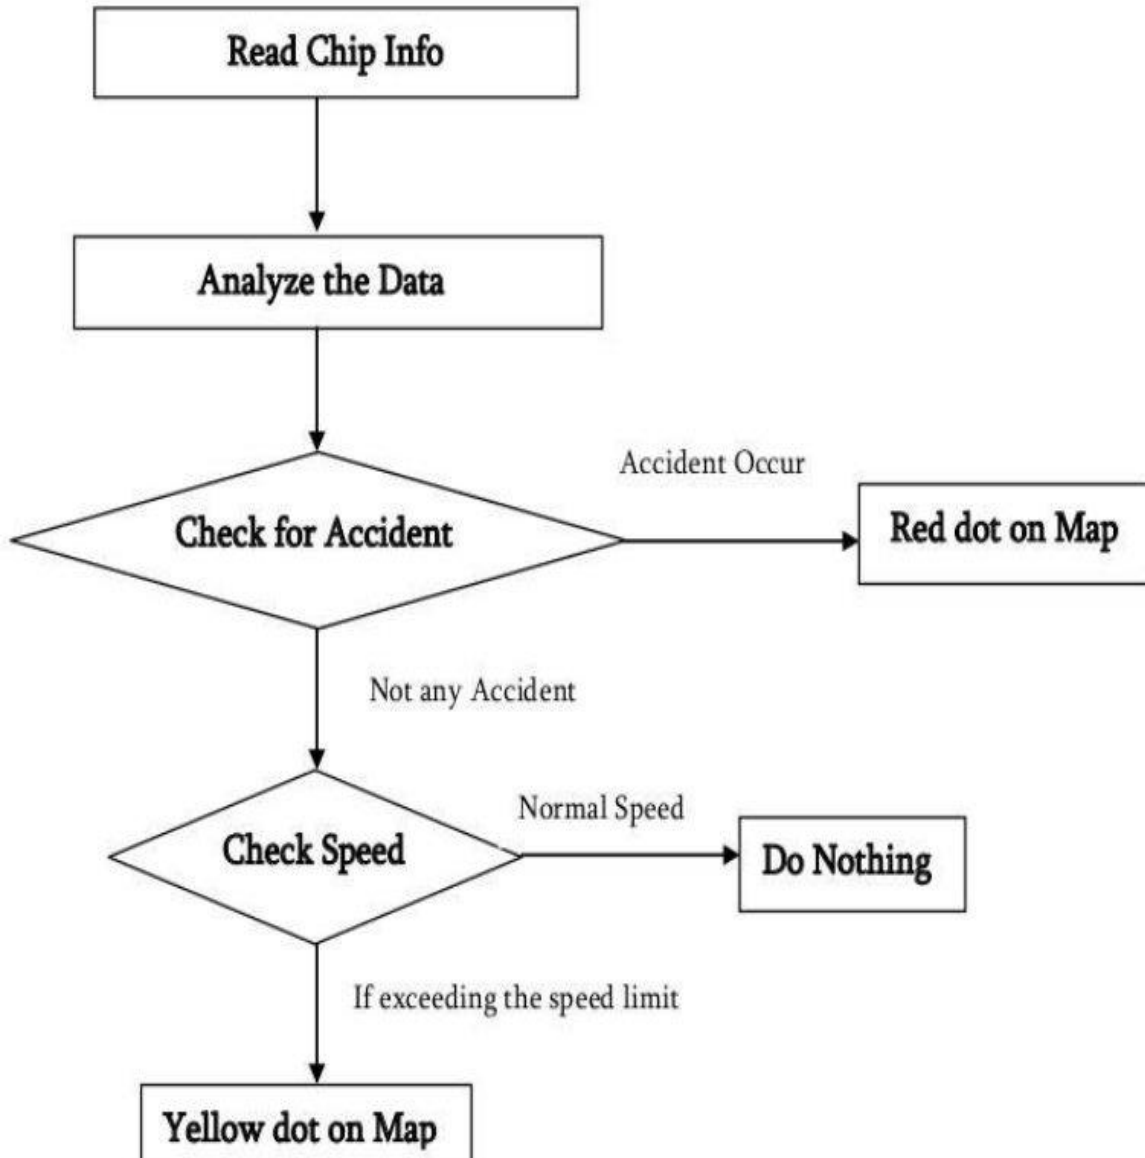 Read Chip Info
Analyze the Data
Accident Occur
Check for Accident
Red dot on Map
Not any Accident
Normal Speed
Check Speed
Do Nothing
If exceeding the speed limit
Yellow dot on Map